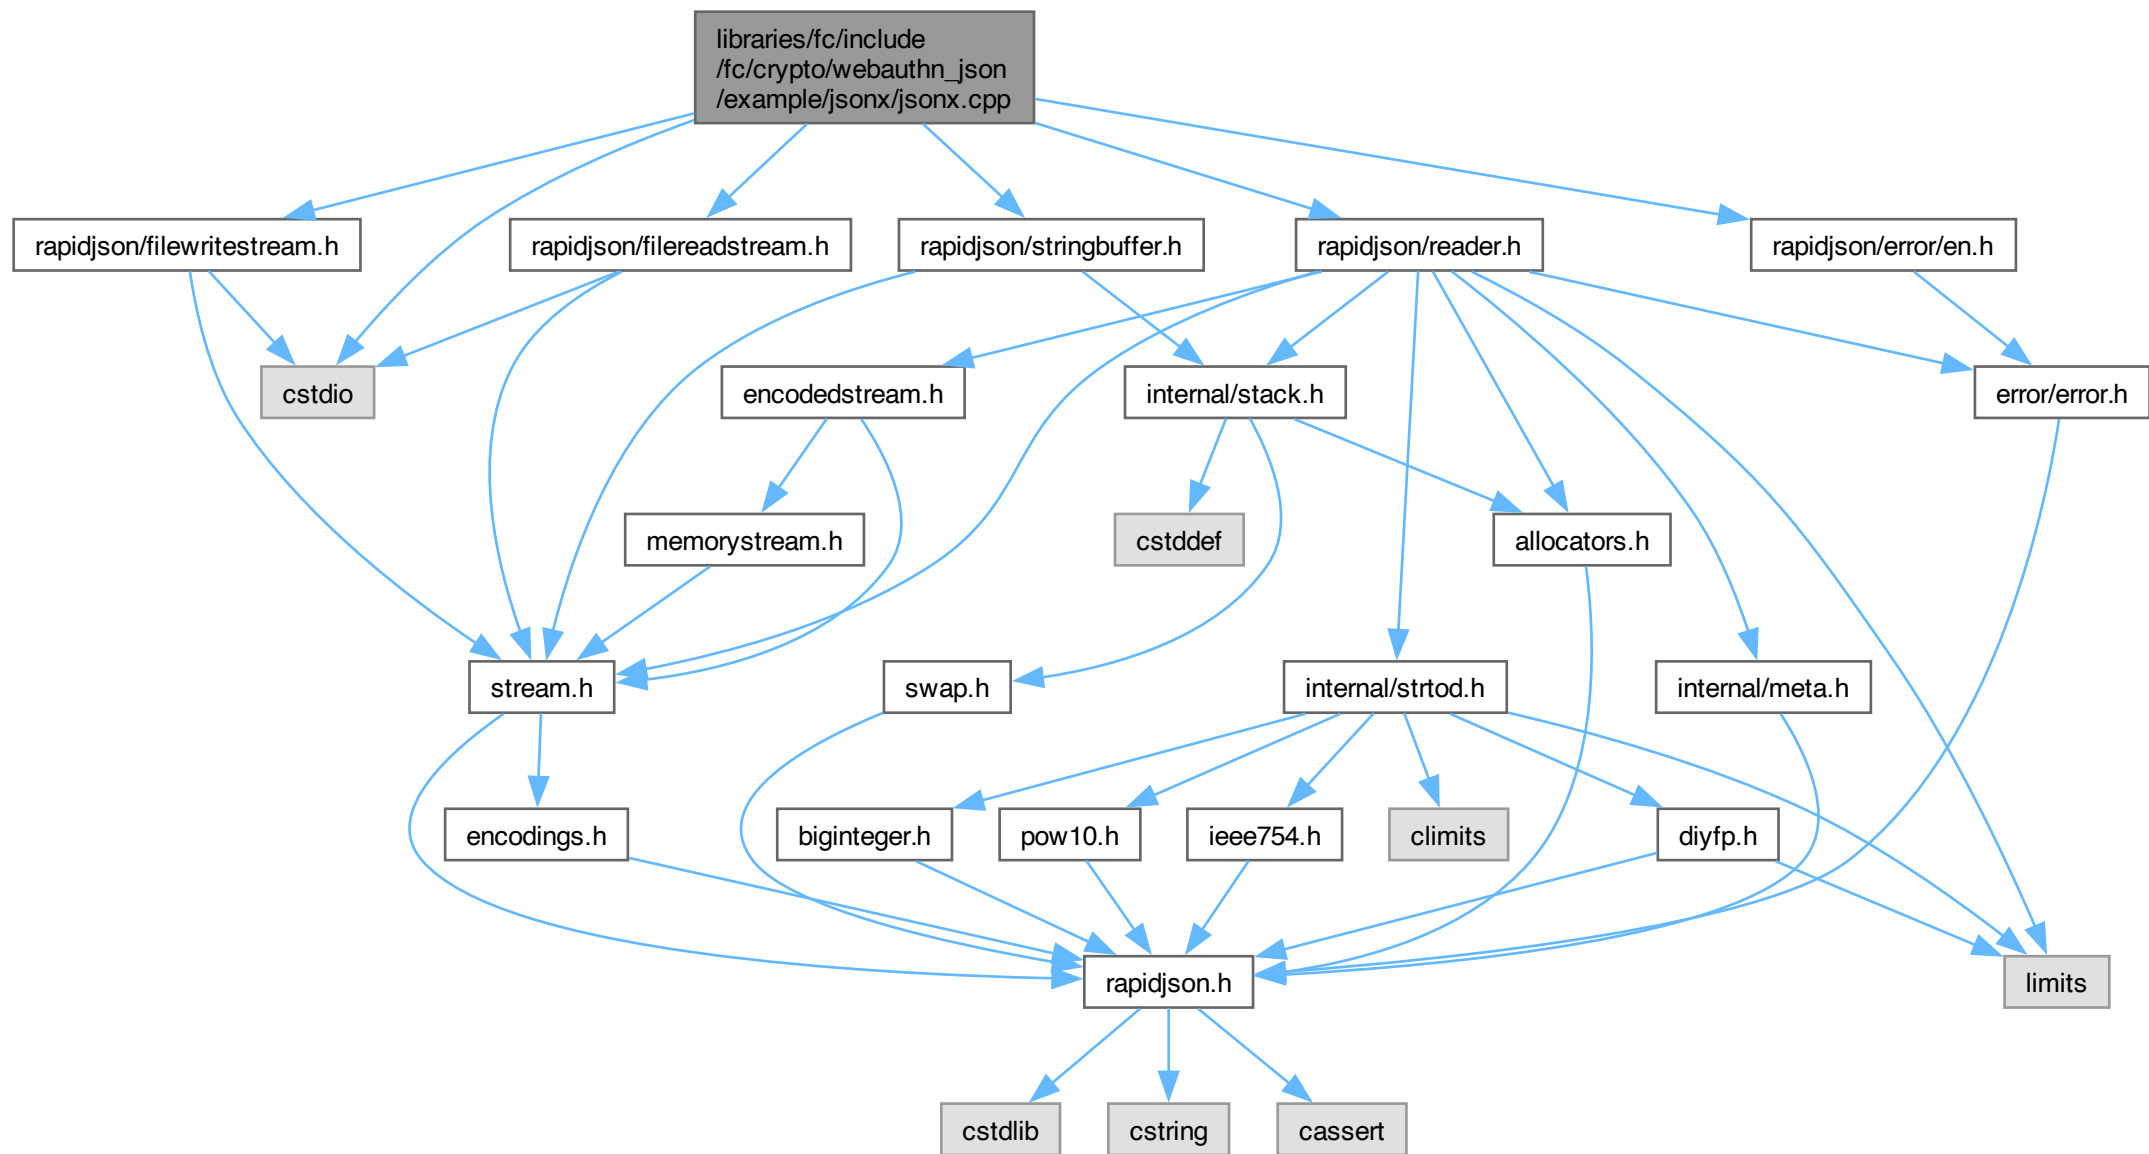 libraries/fc/include
/fc/crypto/webauthn_json
/example/jsonx/jsonx.cpp
rapidjson/filewritestream.h
rapidjson/filereadstream.h
rapidjson/stringbuffer.h
rapidjson/reader.h
rapidjson/error/en.h
cstdio
encodedstream.h
internal/stack.h
error/error.h
memorystream.h
cstddef
allocators.h
stream.h
swap.h
internal/strtod.h
internal/meta.h
encodings.h
biginteger.h
pow10.h
ieee754.h
climits
diyfp.h
rapidjson.h
limits
cstdlib
cstring
cassert